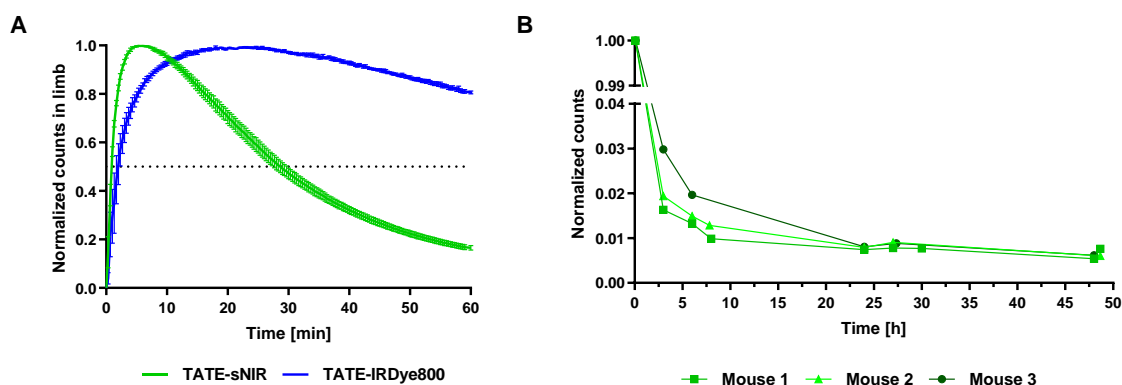 A
Normalized counts in limb
1.0
0.8
0.6
0.4
0.2
0.0
0
10
20
30
40
50
60
Time [min]
TATE-sNIR
TATE-IRDye800
B
Normalized counts
1.00
0.99
0.04
0.03
0.02
0.01
0.00
0
5
10
15
20
25
30
35
40
45
50
Time [h]
Mouse 1
Mouse 2
Mouse 3